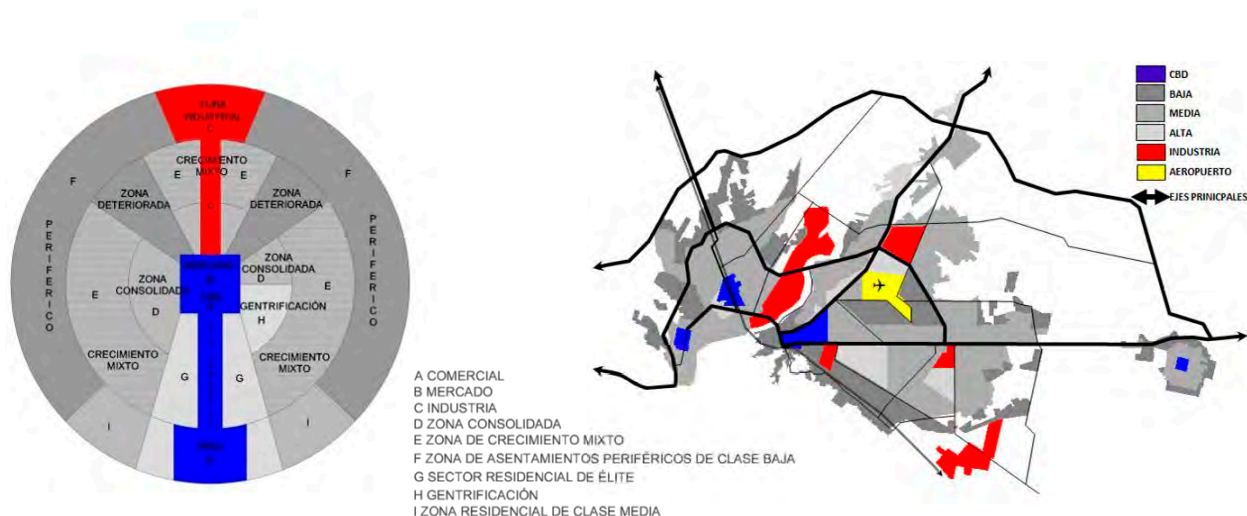 ZONA
INDUSTRIAL
C
CRECIMIENTO
MIXTO
E
E
F
F
ZONA
DETERIORADA
ZONA
DETERIORADA
PERIFERICO
PERIFERICO
ZONA
CONSOLIDADA
D
ZONA
CONSOLIDADA
D
E
E
GENTRIFICACIÓN
H
CRECIMIENTO
MIXTO
CRECIMIENTO
MIXTO
G
G
I
I
A COMERCIAL
B MERCADO
C INDUSTRIA
D ZONA CONSOLIDADA
E ZONA DE CRECIMIENTO MIXTO
F ZONA DE ASENTAMIENTOS PERIFÉRICOS DE CLASE BAJA
G SECTOR RESIDENCIAL DE ÉLITE
H GENTRIFICACIÓN
I ZONA RESIDENCIAL DE CLASE MEDIA
CBD
BAJA
MEDIA
ALTA
INDUSTRIA
AEROPUERTO
EJES PRINICPALES